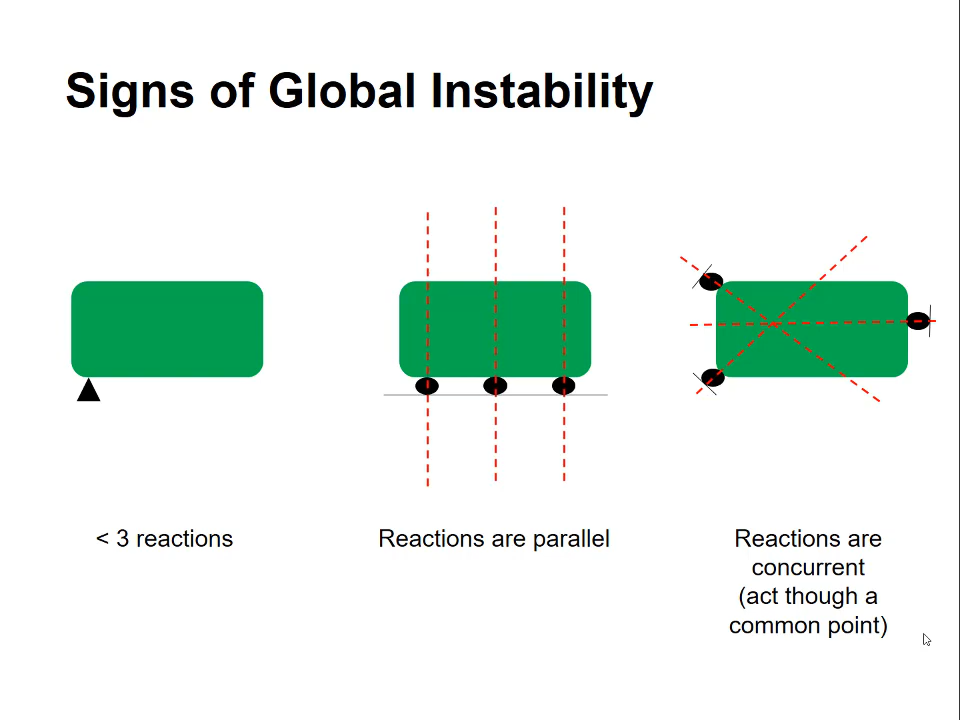 Signs of Global Instability
< 3 reactions
Reactions are parallel
Reactions are
concurrent
(act though a
common point)